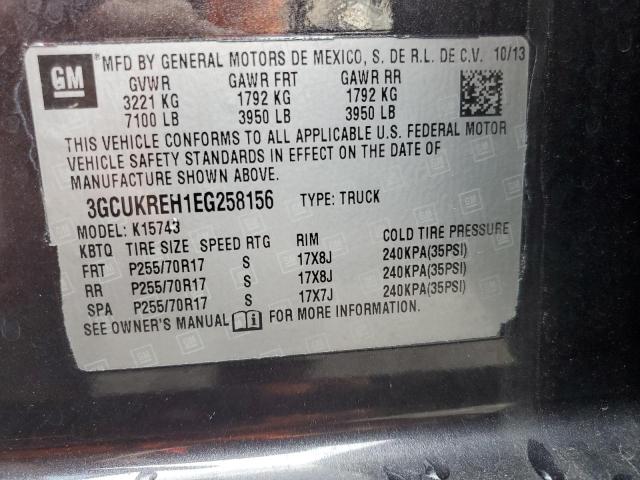 GM
MFD BY GENERAL MOTORS DE MEXICO, S. DE R.L. DE C.V. 10/13
GVWR GAWR FRT GAWR RR
3221 KG 1792 KG 1792 KG
7100 LB 3950 LB 3950 LB
THIS VEHICLE CONFORMS TO ALL APPLICABLE U.S. FEDERAL MOTOR
VEHICLE SAFETY STANDARDS IN EFFECT ON THE DATE OF
MANUFACTURE SHOWN ABOVE.
3GCUKREH1EG258156 TYPE: TRUCK
MODEL: K15743
KBTQ TIRE SIZE SPEED RTG RIM COLD TIRE PRESSURE
FRT P255/70R17 S 17X8J 240KPA(35PSI)
RR P255/70R17 S 17X8J 240KPA(35PSI)
SPA P255/70R17 S 17X7J 240KPA(35PSI)
SEE OWNER'S MANUAL i FOR MORE INFORMATION.